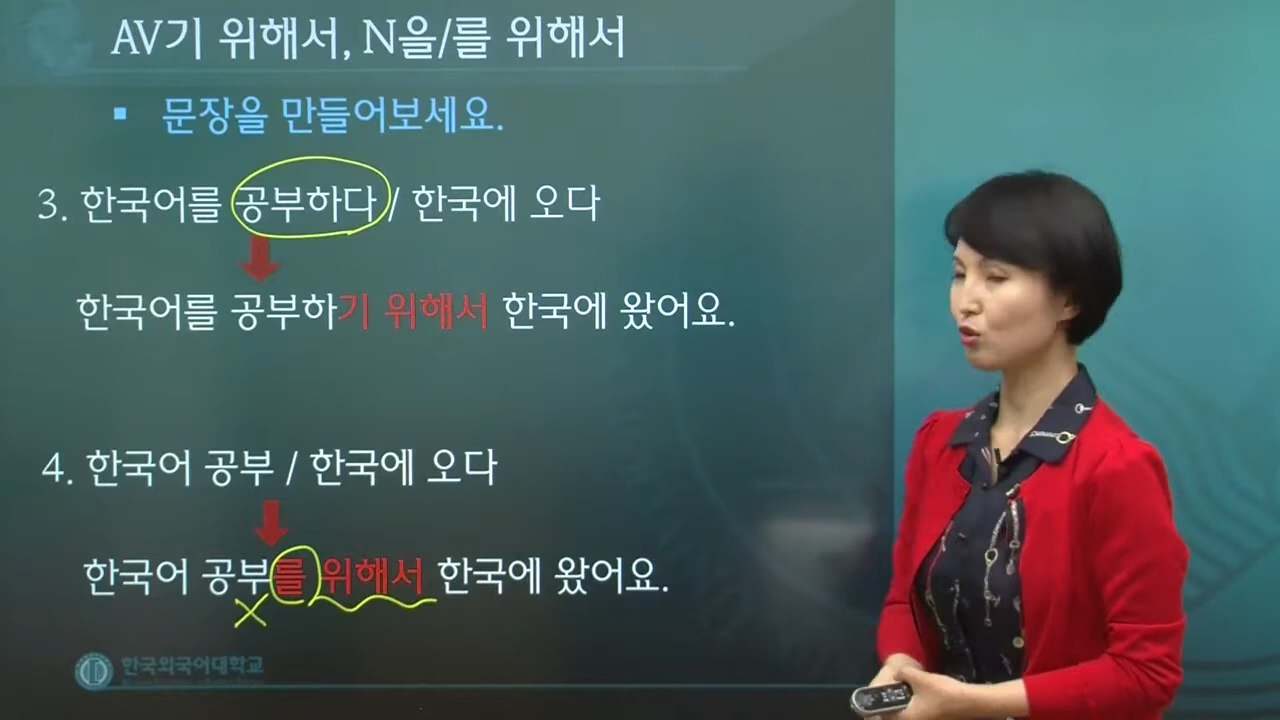 AV기 위해서, N을/를 위해서
▪ 문장을 만들어보세요.
3. 한국어를 공부하다 / 한국에 오다
한국어를 공부하기 위해서 한국에 왔어요.
4. 한국어 공부 / 한국에 오다
한국어 공부를 위해서 한국에 왔어요.
한국외국어대학교